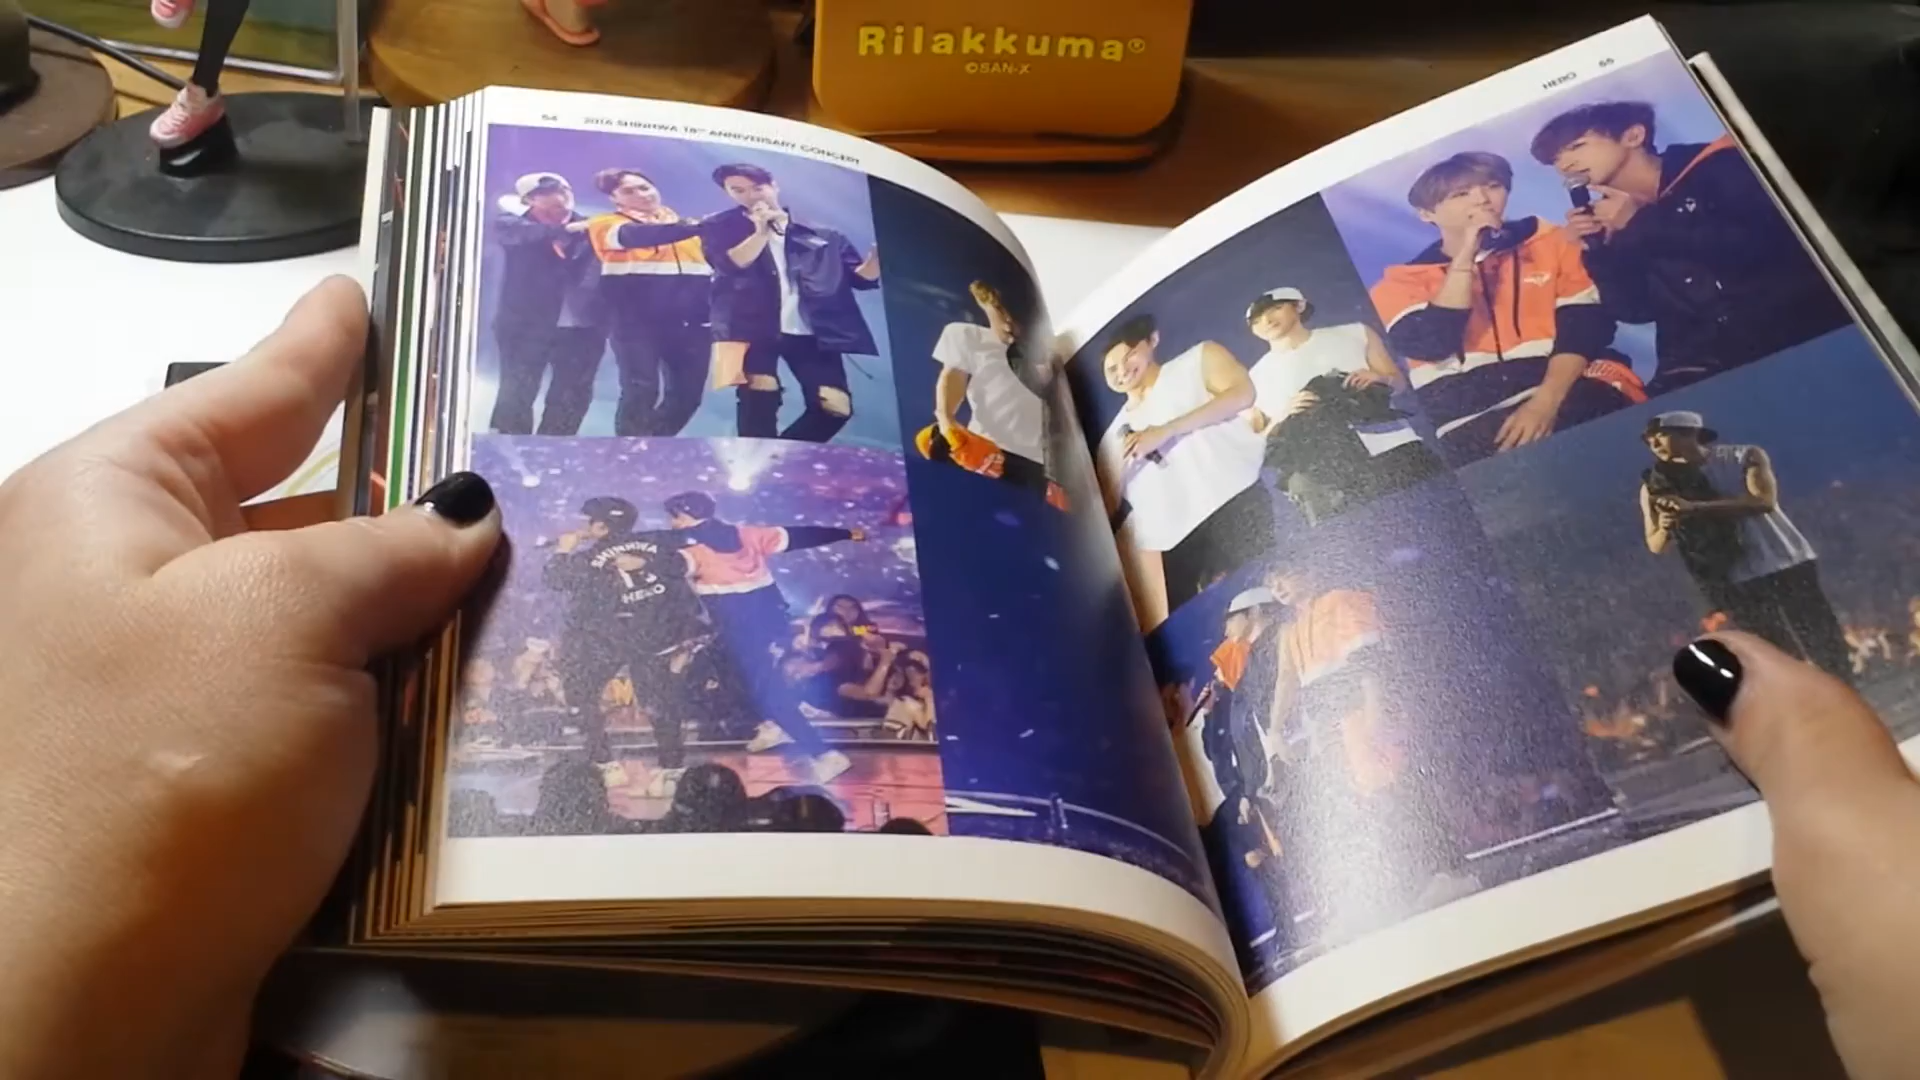 Rilakkuma®
©SAN-X
54 2016 SHINHWA 18TH ANNIVERSARY CONCERT
HERO 55
SHINHWA
HERO